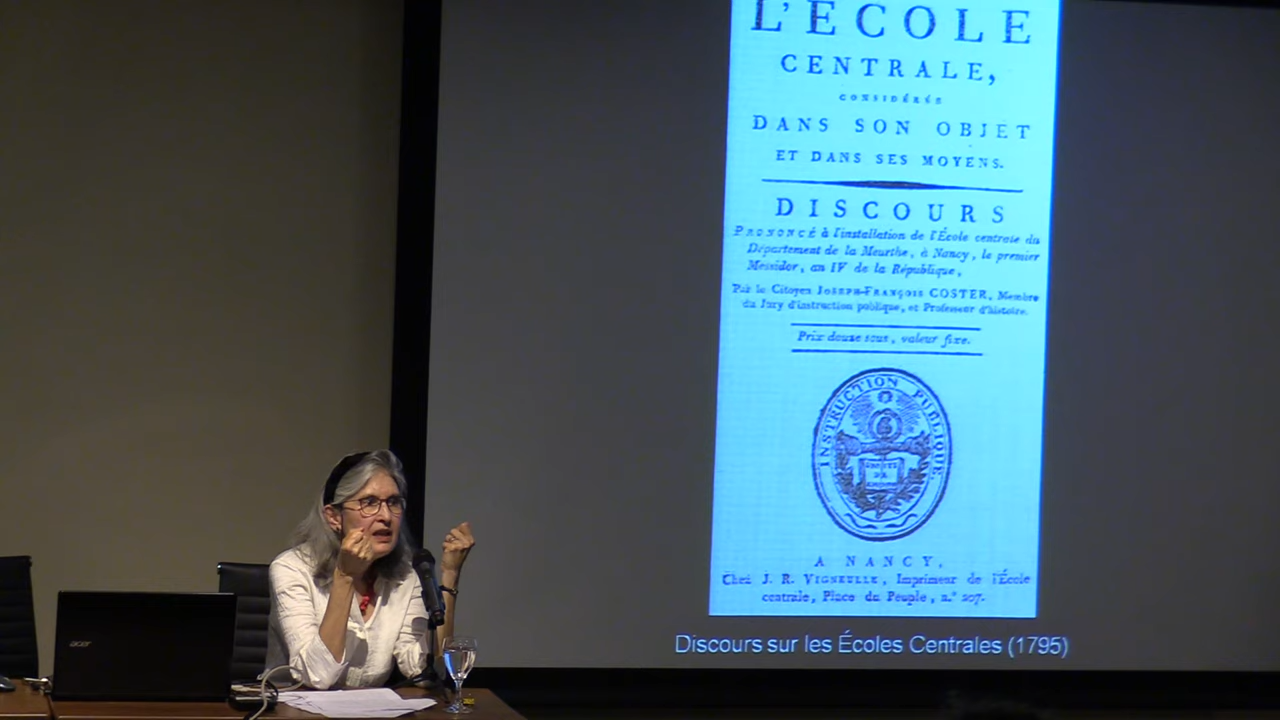 L'ÉCOLE
CENTRALE,
CONSIDÉRÉE
DANS SON OBJET
ET DANS SES MOYENS.
DISCOURS
PRONONCÉ à l'installation de l'École centrale du
Département de la Meurthe, à Nancy, le premier
Messidor, an IV de la République,
Par le Citoyen JOSEPH-FRANÇOIS COSTER, Membre
du Jury d'instruction publique, et Professeur d'histoire.
Prix douze sous, valeur fixe.
INSTRUCTION PUBLIQUE.
A NANCY,
Chez J. R. VIGNEULLE, Imprimeur de l'École
centrale, Place du Peuple, n.° 207.
Discours sur les Écoles Centrales (1795)
acer